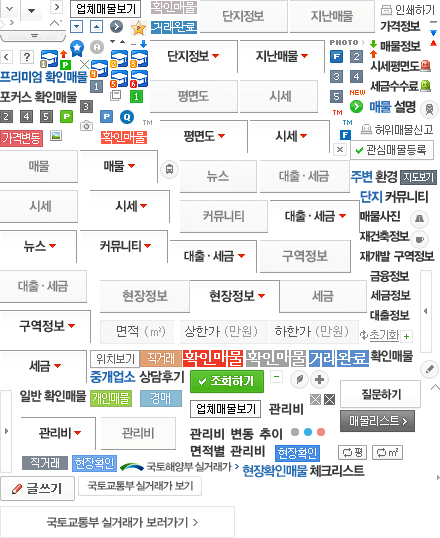 업체매물보기 확인매물 단지정보 지난매물 인쇄하기
거래완료 가격정보
PHOTO 매물정보
단지정보 지난매물 F 2 시세평면도
3 4 세금수수료
프리미엄 확인매물 NEW
포커스 확인매물 3 1 평면도 시세 매물 설명
2 4 5 P P Q TM TM 허위매물신고
가격변동 확인매물 평면도 시세 F
관심매물등록
매물 매물 뉴스 대출·세금 주변 환경 지도보기
단지 커뮤니티
시세 시세 커뮤니티 대출·세금 매물사진
재건축정보
뉴스 커뮤니티 대출·세금 구역정보 재개발 구역정보
금융정보
대출·세금 현장정보 현장정보 세금 세금정보
대출정보
구역정보 면적 (㎡) 상한가 (만원) 하한가 (만원) 초기화
세금 위치보기 직거래 확인매물 확인매물 거래완료 확인매물
중개업소 상담후기 조회하기
일반 확인매물 개인매물 경매 질문하기
업체매물보기 관리비 매물리스트
관리비 관리비 관리비 변동 추이
면적별 관리비 현장확인 평 ㎡
직거래 현장확인 국토해양부 실거래가 현장확인매물 체크리스트
글쓰기 국토교통부 실거래가 보기
국토교통부 실거래가 보러가기